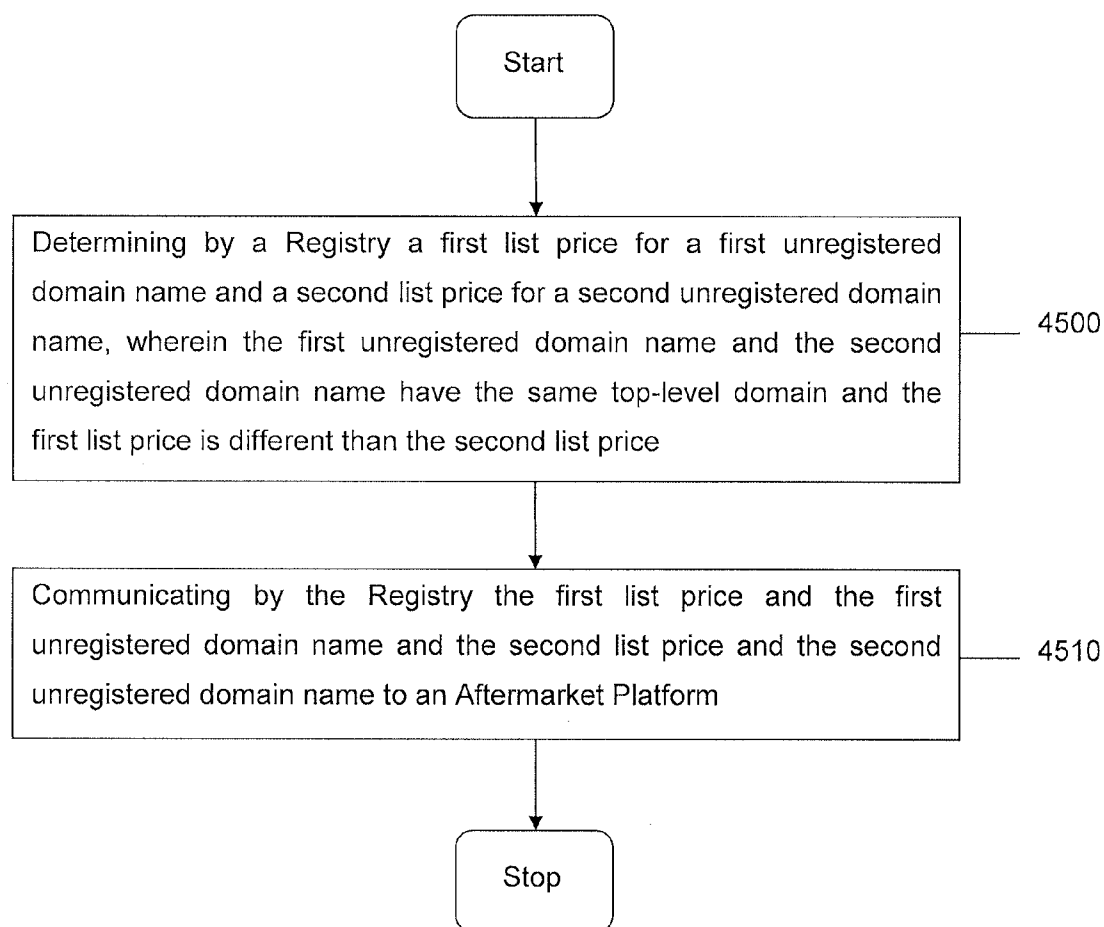 Start
Determining by a Registry a first list price for a first unregistered
domain name and a second list price for a second unregistered domain
name, wherein the first unregistered domain name and the second
unregistered domain name have the same top-level domain and the
first list price is different than the second list price
4500
Communicating by the Registry the first list price and the first
unregistered domain name and the second list price and the second
unregistered domain name to an Aftermarket Platform
4510
Stop